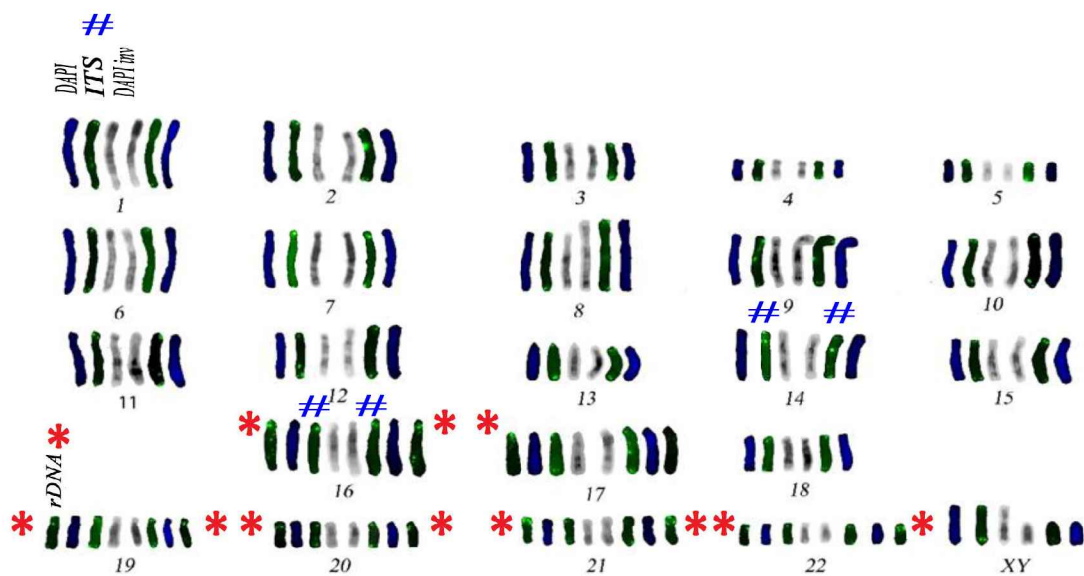 #
DAPI
ITS
DAPI inv
1 2 3 4 5
6 7 8 9 10
# #
11 12 13 14 15
# #
* * *
rDNA *
16 17 18
* * * * * * * *
19 20 21 22 XY